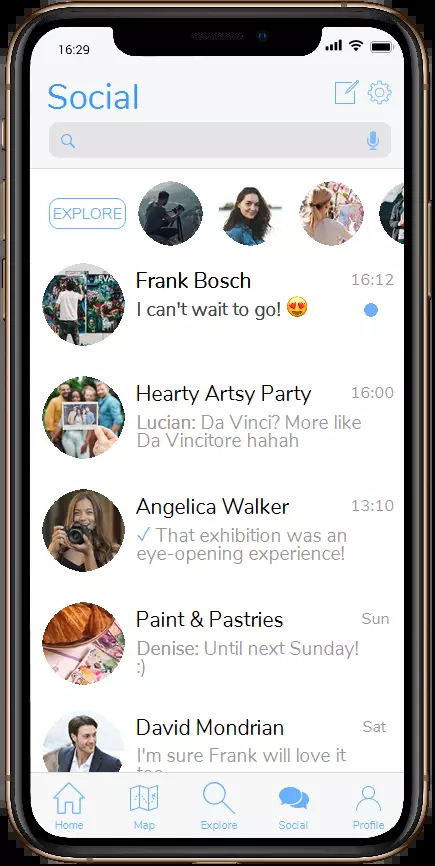 16:29
Social
EXPLORE
Frank Bosch 16:12
I can't wait to go! 😍
Hearty Artsy Party 16:00
Lucian: Da Vinci? More like
Da Vincitore hahah
Angelica Walker 13:10
✓ That exhibition was an
eye-opening experience!
Paint & Pastries Sun
Denise: Until next Sunday!
:)
David Mondrian Sat
I'm sure Frank will love it
too
Home Map Explore Social Profile